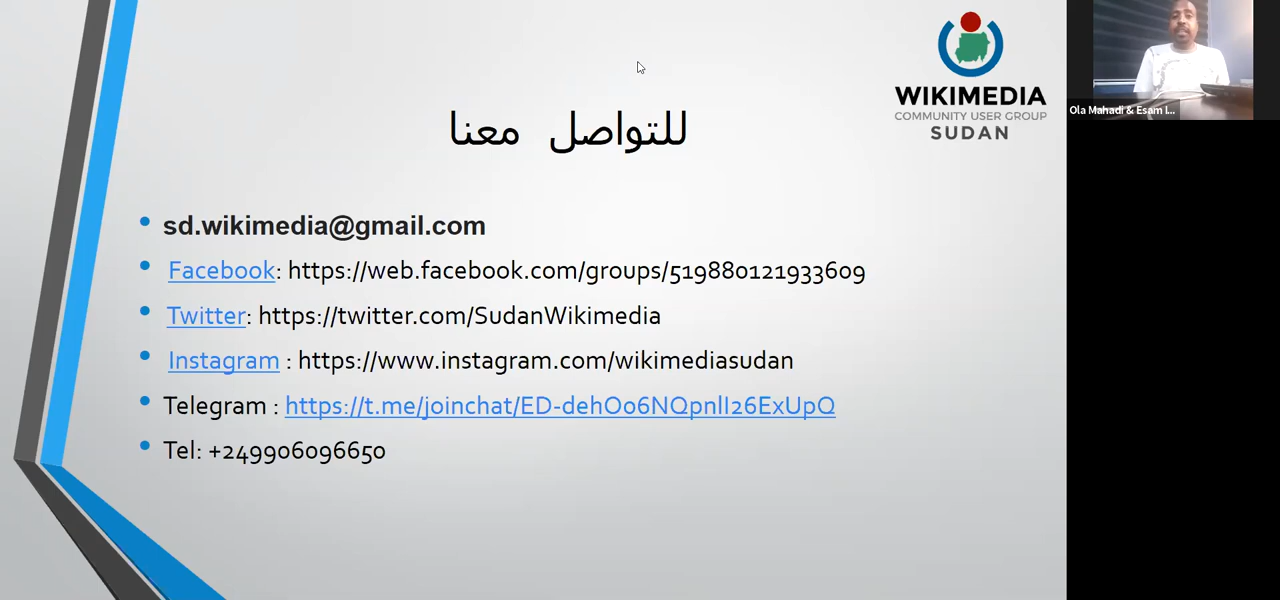 للتواصل معنا
WIKIMEDIA
COMMUNITY USER GROUP
SUDAN
Ola Mahadi & Esam I...
sd.wikimedia@gmail.com
Facebook: https://web.facebook.com/groups/519880121933609
Twitter: https://twitter.com/SudanWikimedia
Instagram : https://www.instagram.com/wikimediasudan
Telegram : https://t.me/joinchat/ED-dehOo6NQpnlI26ExUpQ
Tel: +249906096650